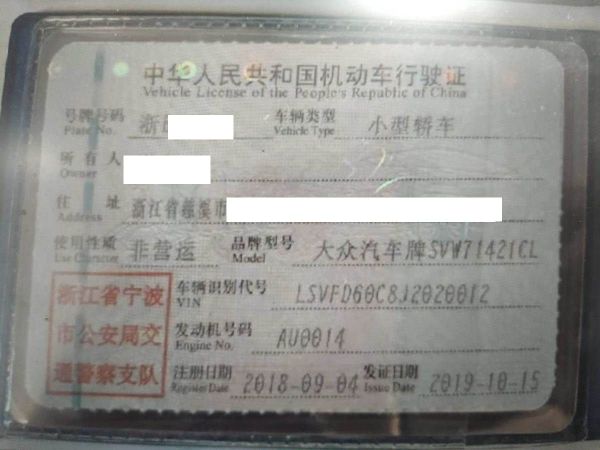 中华人民共和国机动车行驶证
Vehicle License of the People's Republic of China
号牌号码 浙 车辆类型 小型轿车
Plate No. Vehicle Type
所有人
Owner
住址 浙江省慈溪市
Address
使用性质 非营运 品牌型号 大众汽车牌SVW71421CL
Use Character Model
浙江省宁波 车辆识别代号 LSVFD60C8J2020012
VIN
市公安局交 发动机号码 AU0014
Engine No.
通警察支队 注册日期 2018-09-04 发证日期 2019-10-15
Register Date Issue Date